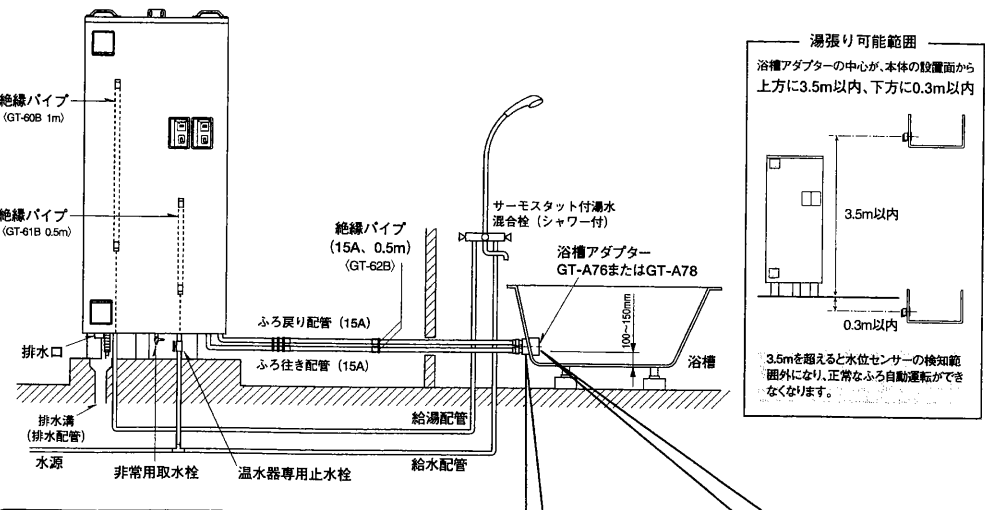 絶縁パイプ
〈GT-60B 1m〉
絶縁パイプ
〈GT-61B 0.5m〉
絶縁パイプ
(15A、0.5m)
〈GT-62B〉
サーモスタット付湯水
混合栓(シャワー付)
浴槽アダプター
GT-A76またはGT-A78
ふろ戻り配管(15A)
ふろ往き配管(15A)
100~150mm
浴槽
排水口
排水溝
(排水配管)
水源
非常用取水栓
温水器専用止水栓
給湯配管
給水配管
湯張り可能範囲
浴槽アダプターの中心が、本体の設置面から
上方に3.5m以内、下方に0.3m以内
3.5m以内
0.3m以内
3.5mを超えると水位センサーの検知範
囲外になり、正常なふろ自動運転ができ
なくなります。